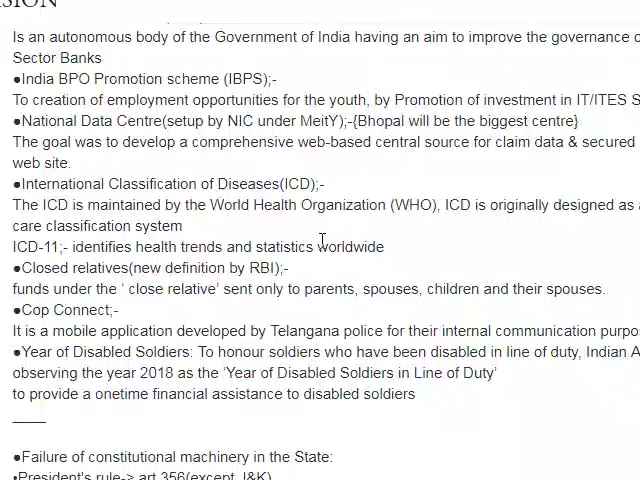 Is an autonomous body of the Government of India having an aim to improve the governance
Sector Banks
●India BPO Promotion scheme (IBPS);-
To creation of employment opportunities for the youth, by Promotion of investment in IT/ITES S
●National Data Centre(setup by NIC under MeitY);-{Bhopal will be the biggest centre}
The goal was to develop a comprehensive web-based central source for claim data & secured
web site.
●International Classification of Diseases(ICD);-
The ICD is maintained by the World Health Organization (WHO), ICD is originally designed as
care classification system
ICD-11;- identifies health trends and statistics worldwide
●Closed relatives(new definition by RBI);-
funds under the ‘ close relative’ sent only to parents, spouses, children and their spouses.
●Cop Connect;-
It is a mobile application developed by Telangana police for their internal communication purpo
●Year of Disabled Soldiers: To honour soldiers who have been disabled in line of duty, Indian A
observing the year 2018 as the ‘Year of Disabled Soldiers in Line of Duty’
to provide a onetime financial assistance to disabled soldiers
____
●Failure of constitutional machinery in the State:
•President's rule-> art 356(except J&K)